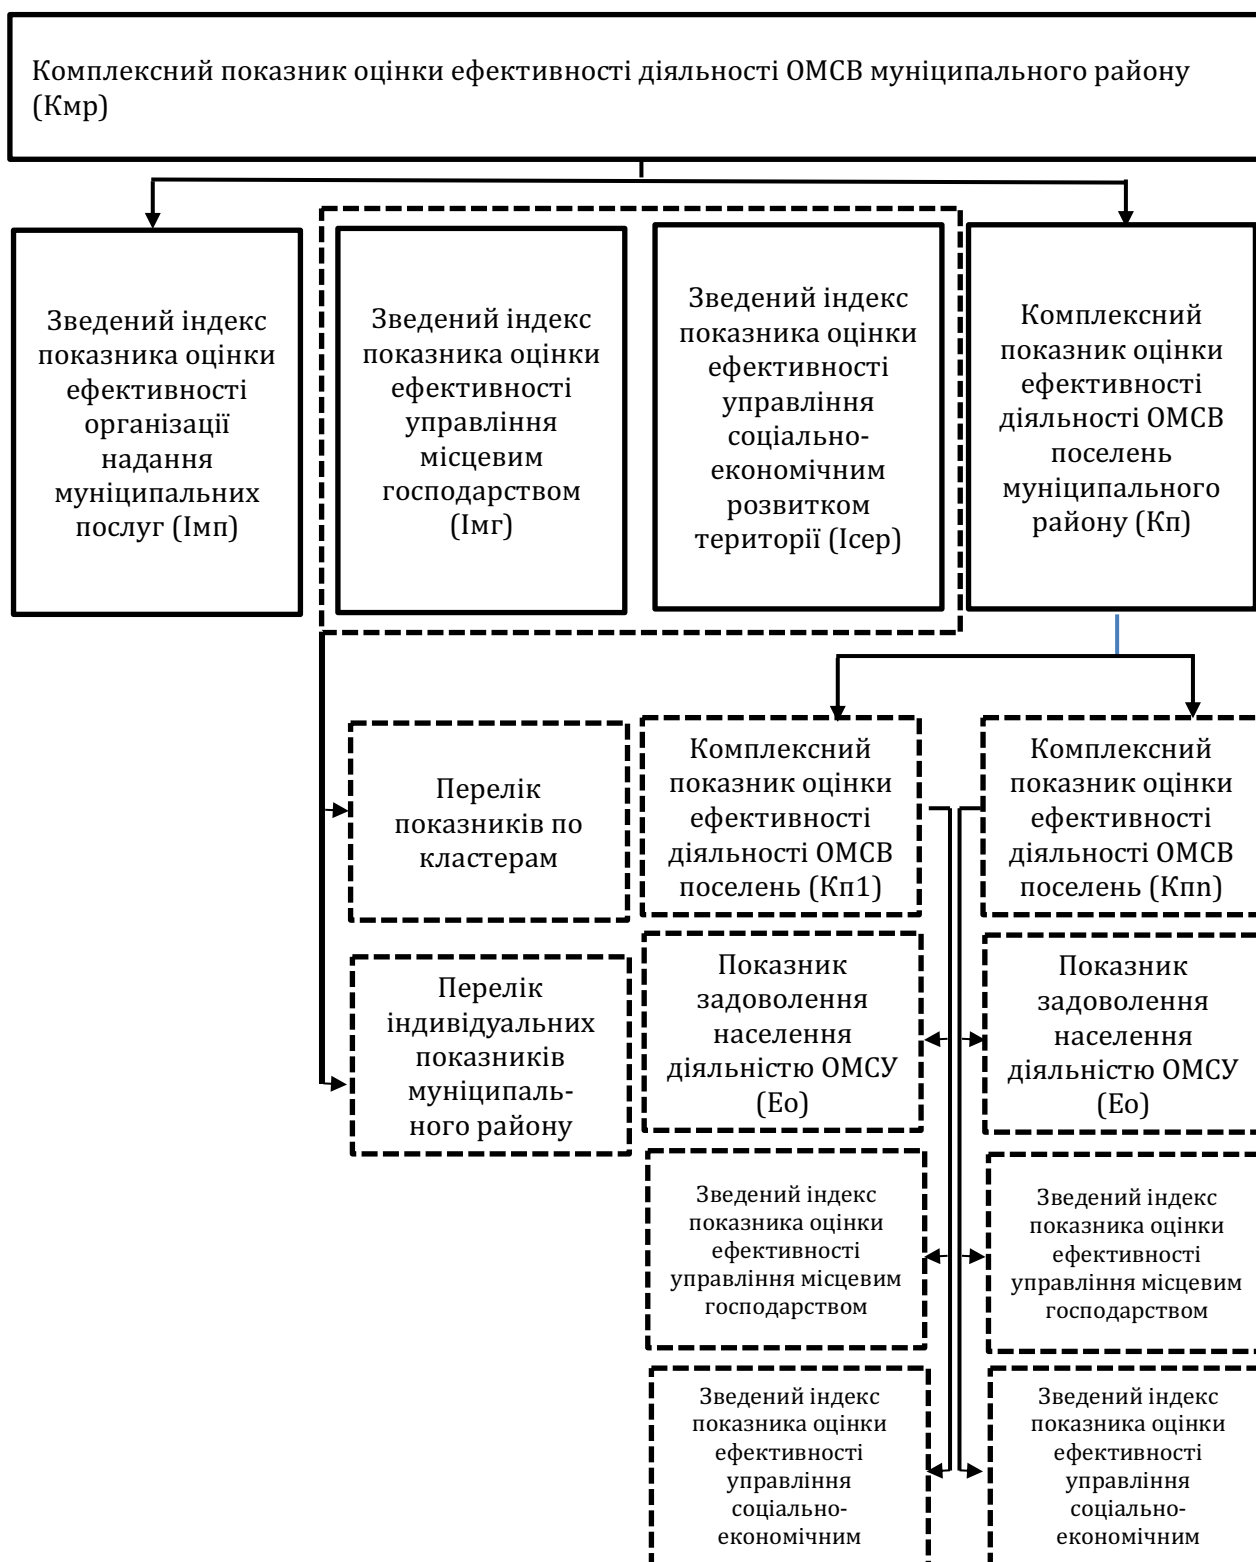 Комплексний показник оцінки ефективності діяльності ОМСВ муніципального району
(Кмр)
Зведений індекс
показника оцінки
ефективності
організації
надання
муніципальних
послуг (Імп)
Зведений індекс
показника оцінки
ефективності
управління
місцевим
господарством
(Імг)
Зведений індекс
показника оцінки
ефективності
управління
соціально-
економічним
розвитком
території (Ісер)
Комплексний
показник оцінки
ефективності
діяльності ОМСВ
поселень
муніципального
району (Кп)
Перелік
показників по
кластерам
Перелік
індивідуальних
показників
муніципаль-
ного району
Комплексний
показник оцінки
ефективності
діяльності ОМСВ
поселень (Кп1)
Показник
задоволення
населення
діяльністю ОМСУ
(Ео)
Зведений індекс
показника оцінки
ефективності
управління місцевим
господарством
Зведений індекс
показника оцінки
ефективності
управління
соціально-
економічним
Комплексний
показник оцінки
ефективності
діяльності ОМСВ
поселень (Кпn)
Показник
задоволення
населення
діяльністю ОМСУ
(Ео)
Зведений індекс
показника оцінки
ефективності
управління місцевим
господарством
Зведений індекс
показника оцінки
ефективності
управління
соціально-
економічним